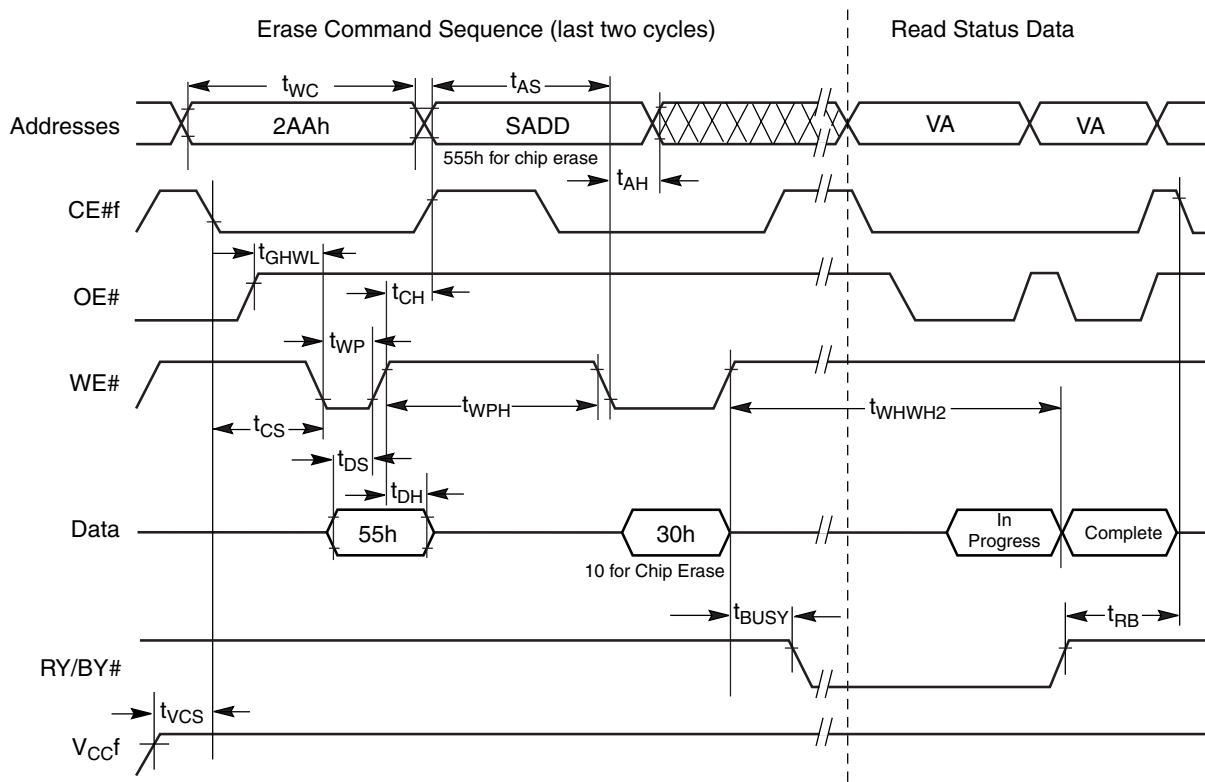 Erase Command Sequence (last two cycles) Read Status Data
tWC tAS
Addresses 2AAh SADD VA VA
555h for chip erase
tAH
CE#f
tGHWL
OE# tCH
tWP
WE#
tWPH tWHWH2
tCS
tDS
tDH
Data 55h 30h In Progress Complete
10 for Chip Erase
tBUSY tRB
RY/BY#
tVCS
VCCf